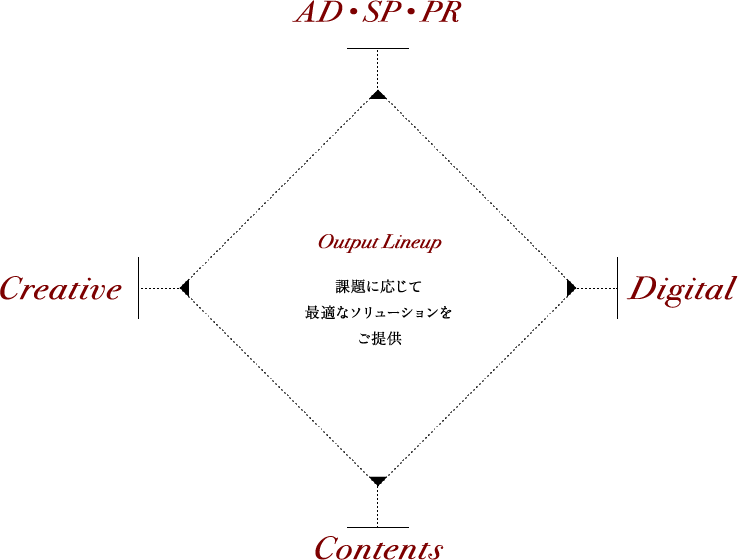 AD・SP・PR
Output Lineup
課題に応じて
最適なソリューションを
ご提供
Creative
Digital
Contents